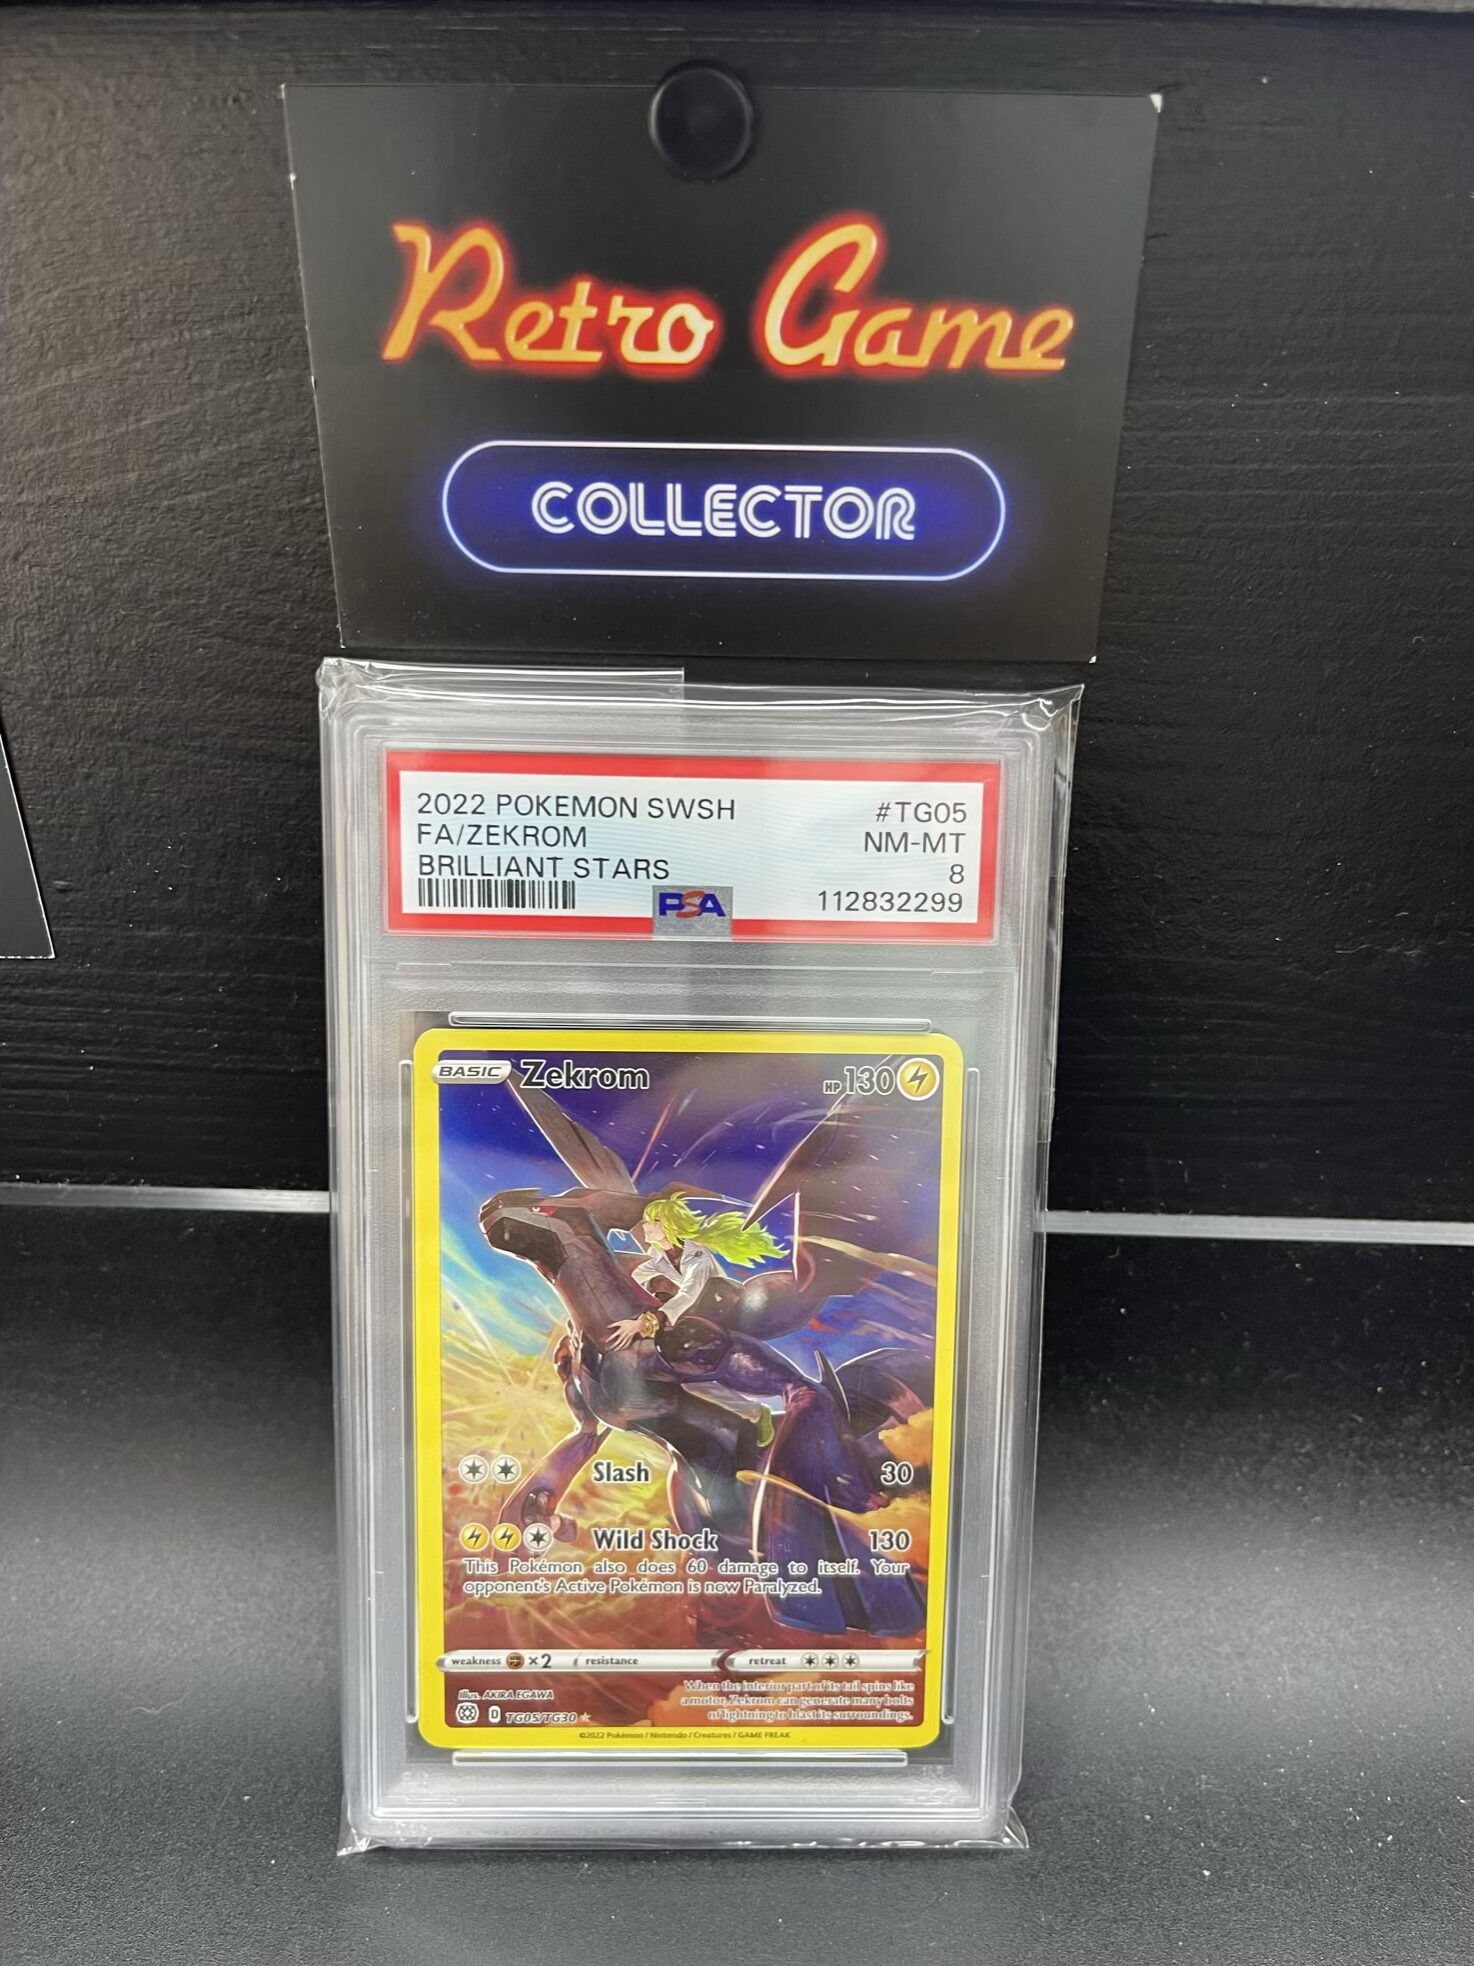 Retro Game
COLLECTOR
2022 POKEMON SWSH #TG05
FA/ZEKROM NM-MT
BRILLIANT STARS 8
PSA 112832299
BASIC Zekrom HP 130
Slash 30
Wild Shock 130
This Pokémon also does 60 damage to itself. Your
opponent's Active Pokémon is now Paralyzed.
weakness ×2 resistance retreat
When the interior part of its tail spins like
a motor, Zekrom can generate many bolts
of lightning to blast its surroundings.
Illus. AKIRA EGAWA
D TG05/TG30
©2022 Pokémon / Nintendo / Creatures / GAME FREAK